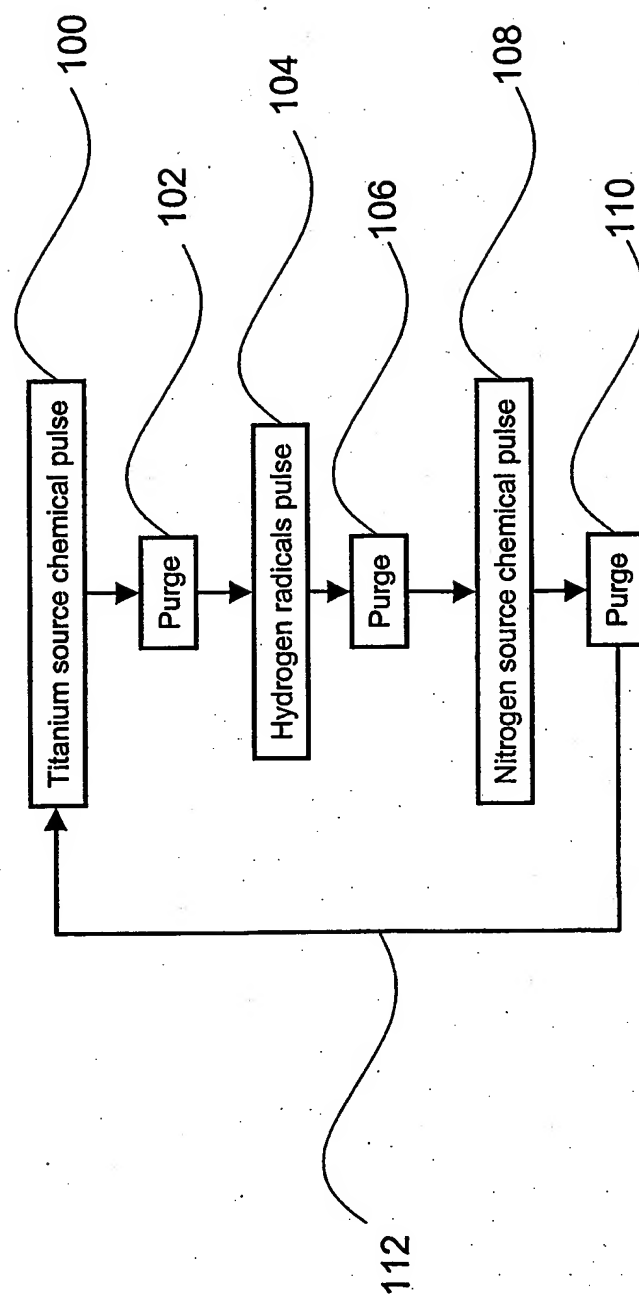 Titanium source chemical pulse
100
Purge
102
Hydrogen radicals pulse
104
Purge
106
Nitrogen source chemical pulse
108
Purge
110
112